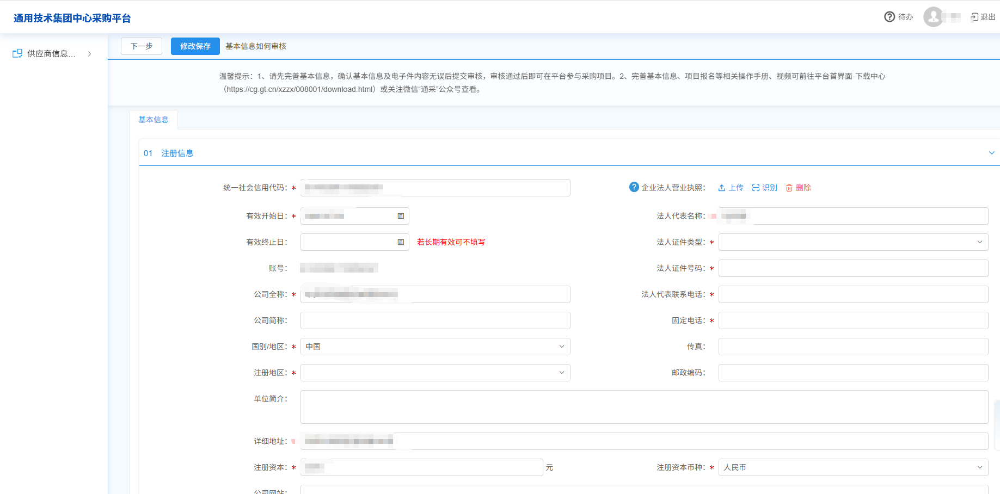 通用技术集团中心采购平台
待办
退出
供应商信息...
下一步
修改保存
基本信息如何审核
温馨提示：1、请先完善基本信息，确认基本信息及电子件内容无误后提交审核，审核通过后即可在平台参与采购项目。2、完善基本信息、项目报名等相关操作手册、视频可前往平台首界面-下载中心
（https://cg.gt.cn/xzzx/008001/download.html）或关注微信“通采”公众号查看。
基本信息
01 注册信息
统一社会信用代码：*
企业法人营业执照：
上传
识别
删除
有效开始日：*
法人代表名称：
有效终止日：
若长期有效可不填写
法人证件类型：*
账号：
法人证件号码：*
公司全称：*
法人代表联系电话：*
公司简称：
固定电话：*
国别/地区：* 中国
传真：
注册地区：*
邮政编码：
单位简介：
详细地址：
注册资本：* 元
注册资本币种：* 人民币
公司网站：